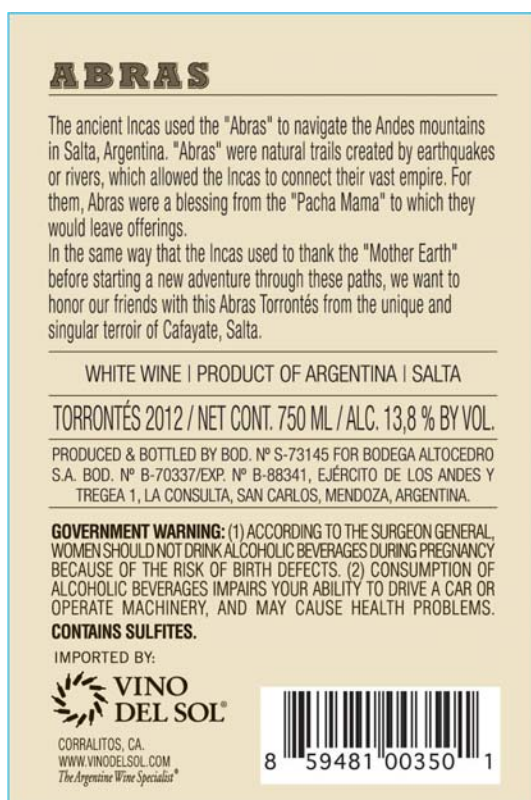 ABRAS
The ancient Incas used the "Abras" to navigate the Andes mountains
in Salta, Argentina. "Abras" were natural trails created by earthquakes
or rivers, which allowed the Incas to connect their vast empire. For
them, Abras were a blessing from the "Pacha Mama" to which they
would leave offerings.
In the same way that the Incas used to thank the "Mother Earth"
before starting a new adventure through these paths, we want to
honor our friends with this Abras Torrontés from the unique and
singular terroir of Cafayate, Salta.
WHITE WINE | PRODUCT OF ARGENTINA | SALTA
TORRONTÉS 2012 / NET CONT. 750 ML / ALC. 13,8 % BY VOL.
PRODUCED & BOTTLED BY BOD. Nº S-73145 FOR BODEGA ALTOCEDRO
S.A. BOD. Nº B-70337/EXP. Nº B-88341, EJÉRCITO DE LOS ANDES Y
TREGEA 1, LA CONSULTA, SAN CARLOS, MENDOZA, ARGENTINA.
GOVERNMENT WARNING: (1) ACCORDING TO THE SURGEON GENERAL,
WOMEN SHOULD NOT DRINK ALCOHOLIC BEVERAGES DURING PREGNANCY
BECAUSE OF THE RISK OF BIRTH DEFECTS. (2) CONSUMPTION OF
ALCOHOLIC BEVERAGES IMPAIRS YOUR ABILITY TO DRIVE A CAR OR
OPERATE MACHINERY, AND MAY CAUSE HEALTH PROBLEMS.
CONTAINS SULFITES.
IMPORTED BY:
VINO
DEL SOL®
CORRALITOS, CA.
WWW.VINODELSOL.COM
The Argentine Wine Specialist®
8 59481 00350 1